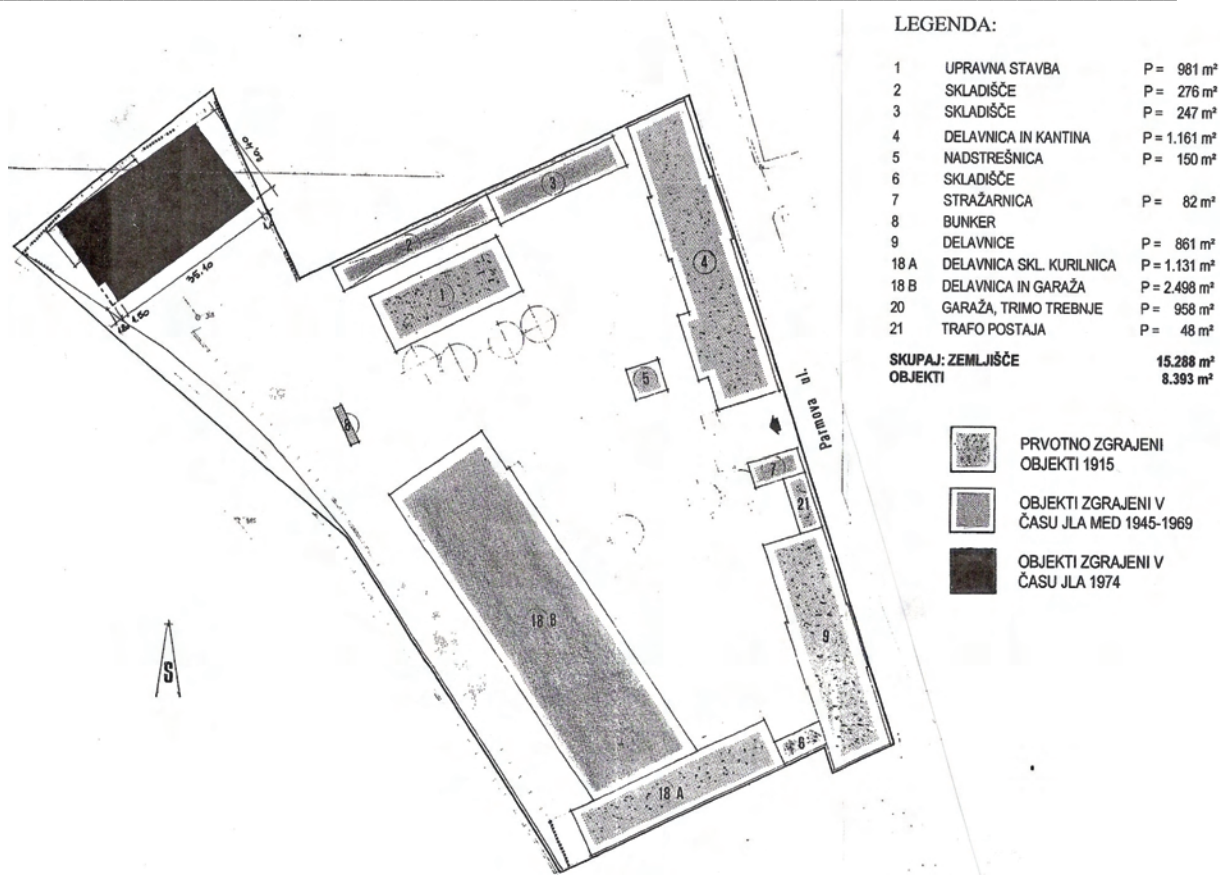 LEGENDA:
1 UPRAVNA STAVBA P = 981 m²
2 SKLADIŠČE P = 276 m²
3 SKLADIŠČE P = 247 m²
4 DELAVNICA IN KANTINA P = 1.161 m²
5 NADSTREŠNICA P = 150 m²
6 SKLADIŠČE
7 STRAŽARNICA P = 82 m²
8 BUNKER
9 DELAVNICE P = 861 m²
18 A DELAVNICA SKL. KURILNICA P = 1.131 m²
18 B DELAVNICA IN GARAŽA P = 2.498 m²
20 GARAŽA, TRIMO TREBNJE P = 958 m²
21 TRAFO POSTAJA P = 48 m²
SKUPAJ: ZEMLJIŠČE 15.288 m²
OBJEKTI 8.393 m²
PRVOTNO ZGRAJENI
OBJEKTI 1915
OBJEKTI ZGRAJENI V
ČASU JLA MED 1945-1969
OBJEKTI ZGRAJENI V
ČASU JLA 1974
20,40
35.10
1,50
3
2
1
4
5
8
Parmova ul.
7
21
18 B
9
6
18 A
S